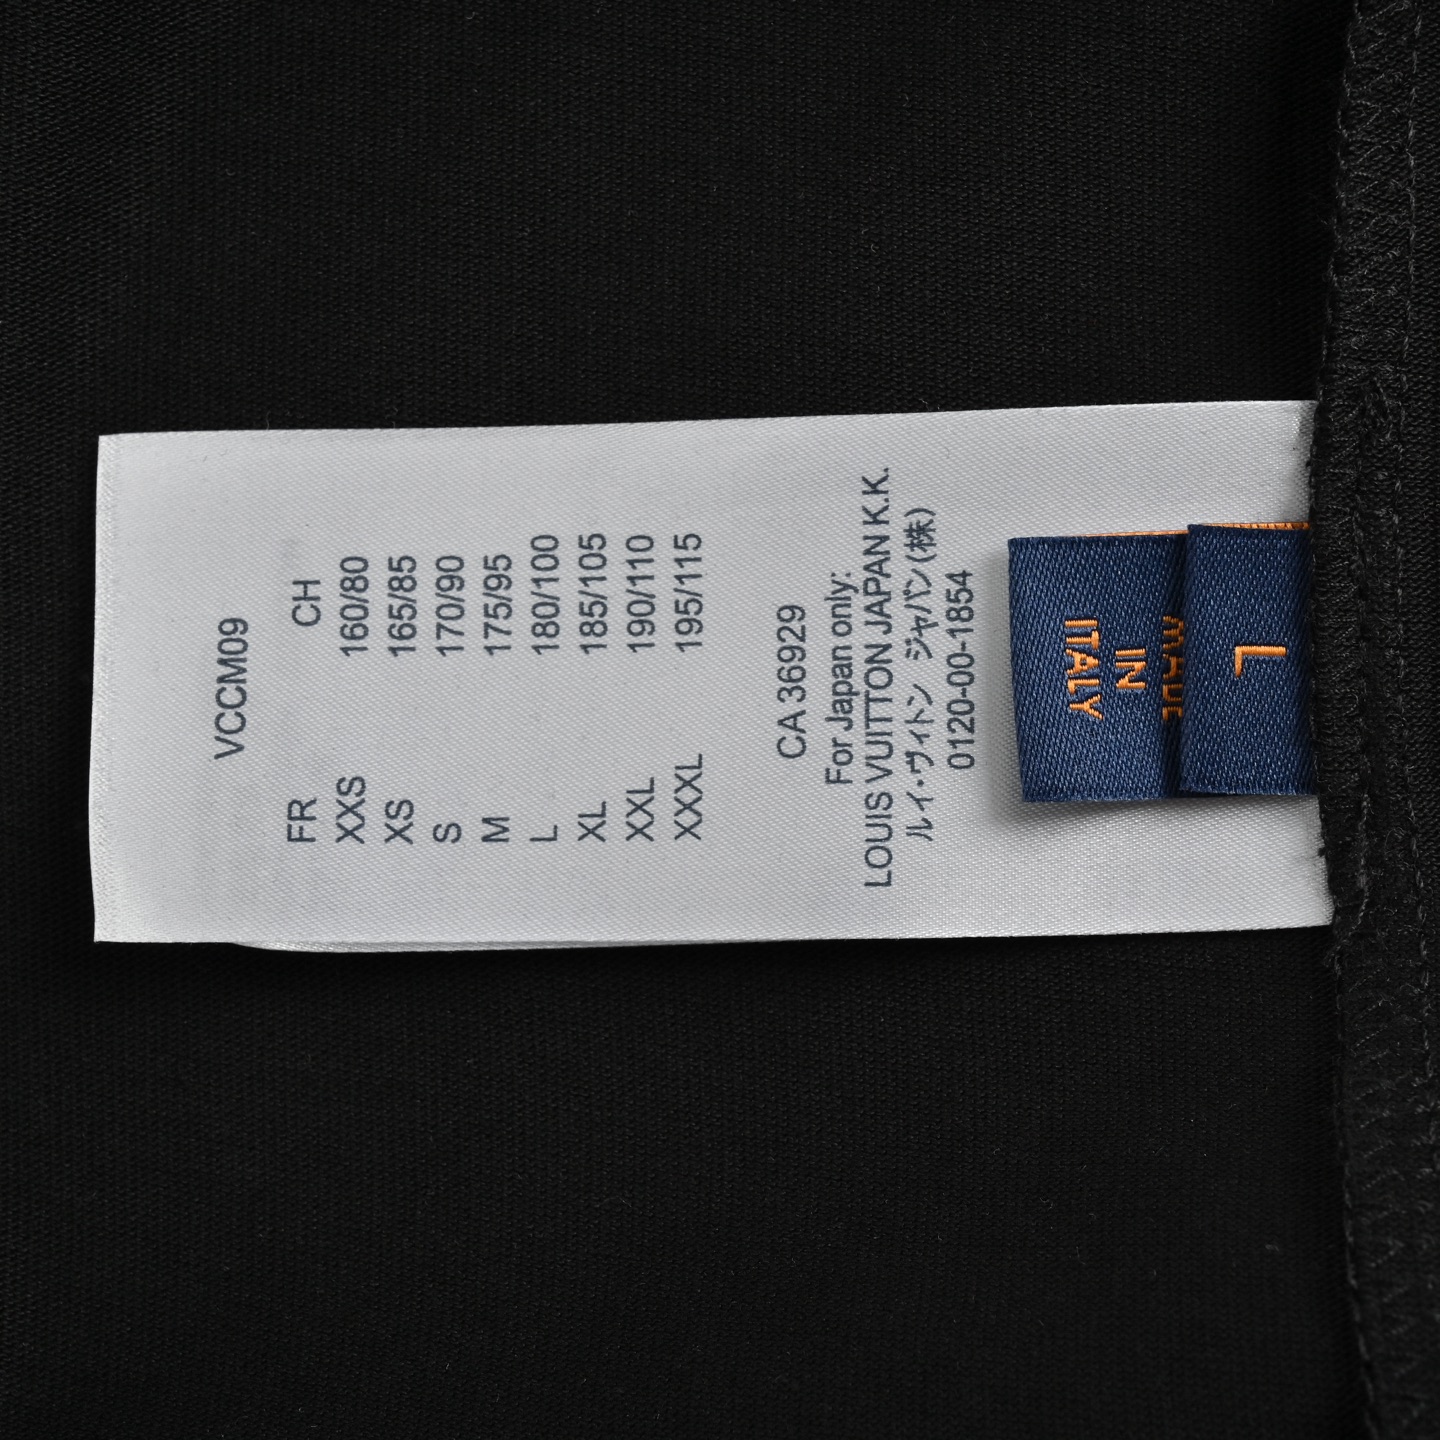 VCCM09
FR CH
XXS 160/80
XS 165/85
S 170/90
M 175/95
L 180/100
XL 185/105
XXL 190/110
XXXL 195/115
CA 36929
For Japan only:
LOUIS VUITTON JAPAN K.K.
ルイ・ヴィトン ジャパン(株)
0120-00-1854
L
MADE
IN
ITALY